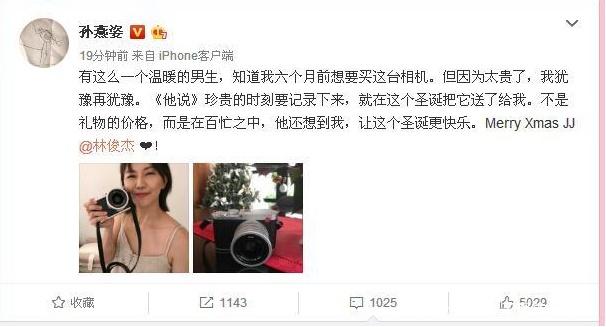 孙燕姿
19分钟前 来自 iPhone客户端
有这么一个温暖的男生，知道我六个月前想要买这台相机。但因为太贵了，我犹
豫再犹豫。《他说》珍贵的时刻要记录下来，就在这个圣诞把它送了给我。不是
礼物的价格，而是在百忙之中，他还想到我，让这个圣诞更快乐。Merry Xmas JJ
@林俊杰 ❤！
收藏 1143 1025 5029